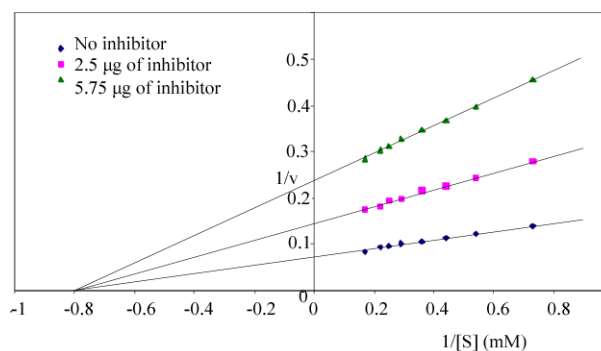 No inhibitor
2.5 μg of inhibitor
5.75 μg of inhibitor
0.5
0.4
0.3
1/v
0.2
0.1
0
-1 -0.8 -0.6 -0.4 -0.2 0 0.2 0.4 0.6 0.8
1/[S] (mM)